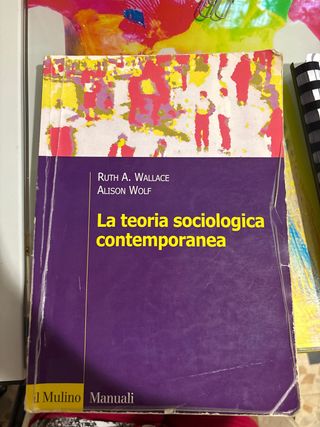 RUTH A. WALLACE
ALISON WOLF
La teoria sociologica
contemporanea
il Mulino Manuali